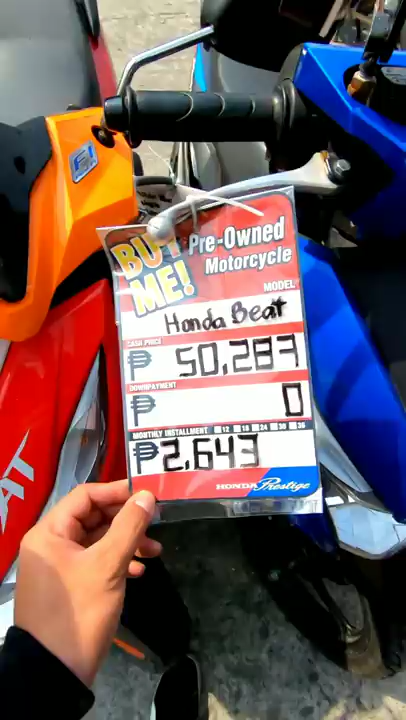 BUY ME!
Pre-Owned
Motorcycle
MODEL
Honda Beat
CASH PRICE
₱ 50,287
DOWNPAYMENT
₱ 0
MONTHLY INSTALLMENT 12 18 24 30 36
₱2,643
HONDA Prestige
AT